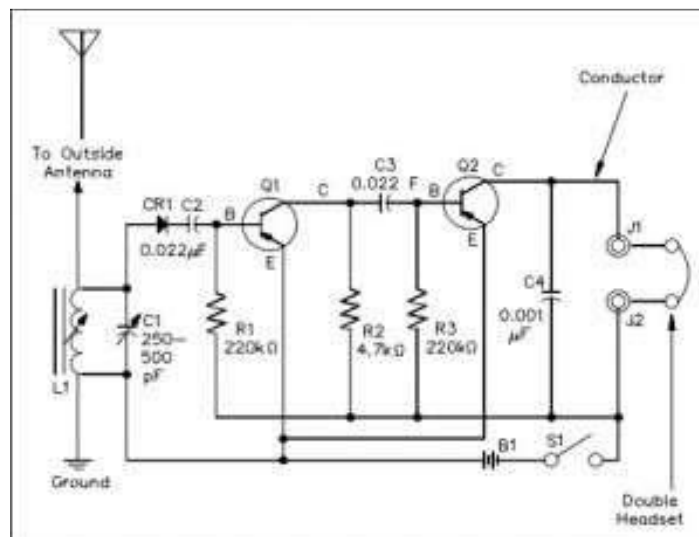 Conductor
To Outside
Antenna
CR1 C2
0.022µF
B
Q1
C
E
C3
0.022 F
B
Q2
C
E
J1
J2
C4
0.001
µF
C1
250-
500
pF
L1
R1
220kΩ
R2
4.7kΩ
R3
220kΩ
B1
S1
Ground
Double
Headset